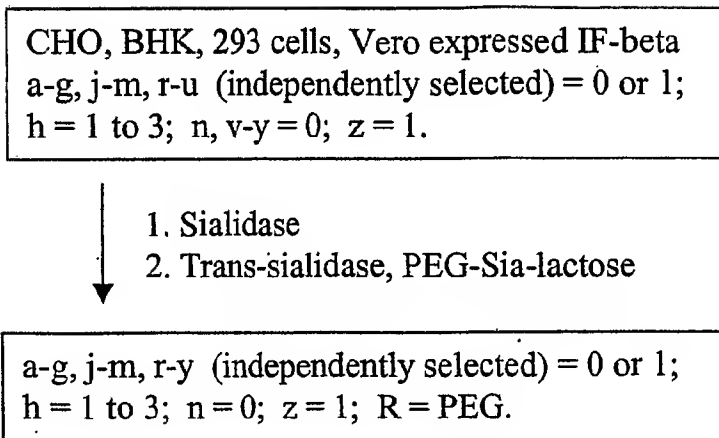 CHO, BHK, 293 cells, Vero expressed IF-beta
a-g, j-m, r-u (independently selected) = 0 or 1;
h = 1 to 3; n, v-y = 0; z = 1.
1. Sialidase
2. Trans-sialidase, PEG-Sia-lactose
a-g, j-m, r-y (independently selected) = 0 or 1;
h = 1 to 3; n = 0; z = 1; R = PEG.